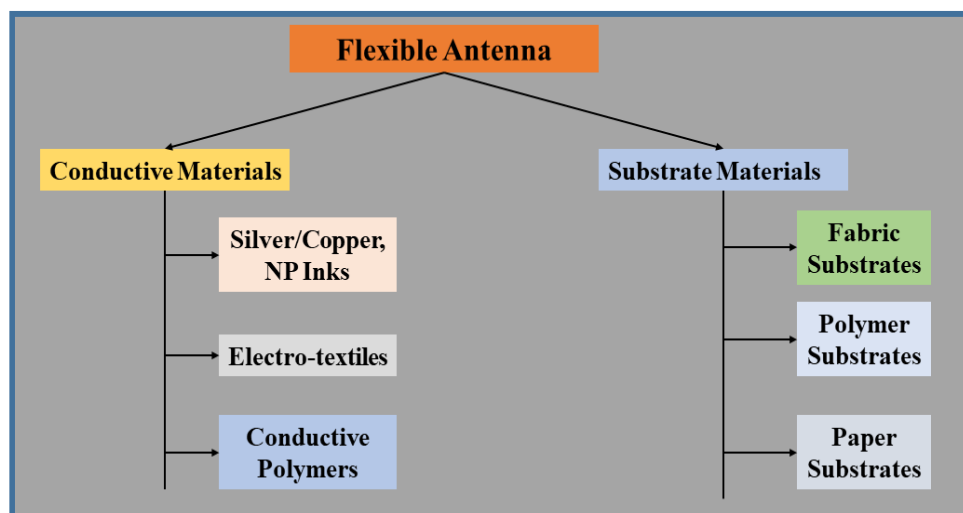 Flexible Antenna
Conductive Materials
Silver/Copper,
NP Inks
Electro-textiles
Conductive
Polymers
Substrate Materials
Fabric
Substrates
Polymer
Substrates
Paper
Substrates